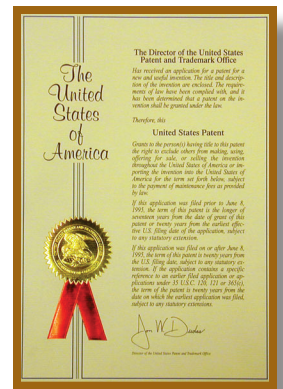 The
United
States
of
America
The Director of the United States
Patent and Trademark Office
Has received an application for a patent for a
new and useful invention. The title and descrip-
tion of the invention are enclosed. The require-
ments of law have been complied with, and it
has been determined that a patent on the in-
vention shall be granted under the law.
Therefore, this
United States Patent
Grants to the person(s) having title to this patent
the right to exclude others from making, using,
offering for sale, or selling the invention
throughout the United States of America or im-
porting the invention into the United States of
America for the term set forth below, subject
to the payment of maintenance fees as provided
by law.
If this application was filed prior to June 8,
1995, the term of this patent is the longer of
seventeen years from the date of grant of this
patent or twenty years from the earliest effec-
tive U.S. filing date of the application, subject
to any statutory extension.
If this application was filed on or after June 8,
1995, the term of this patent is twenty years from
the U.S. filing date, subject to any statutory ex-
tension. If the application contains a specific
reference to an earlier filed application or ap-
plications under 35 U.S.C. 120, 121 or 365(c),
the term of the patent is twenty years from the
date on which the earliest application was filed,
subject to any statutory extensions.
Jon W. Dudas
Director of the United States Patent and Trademark Office